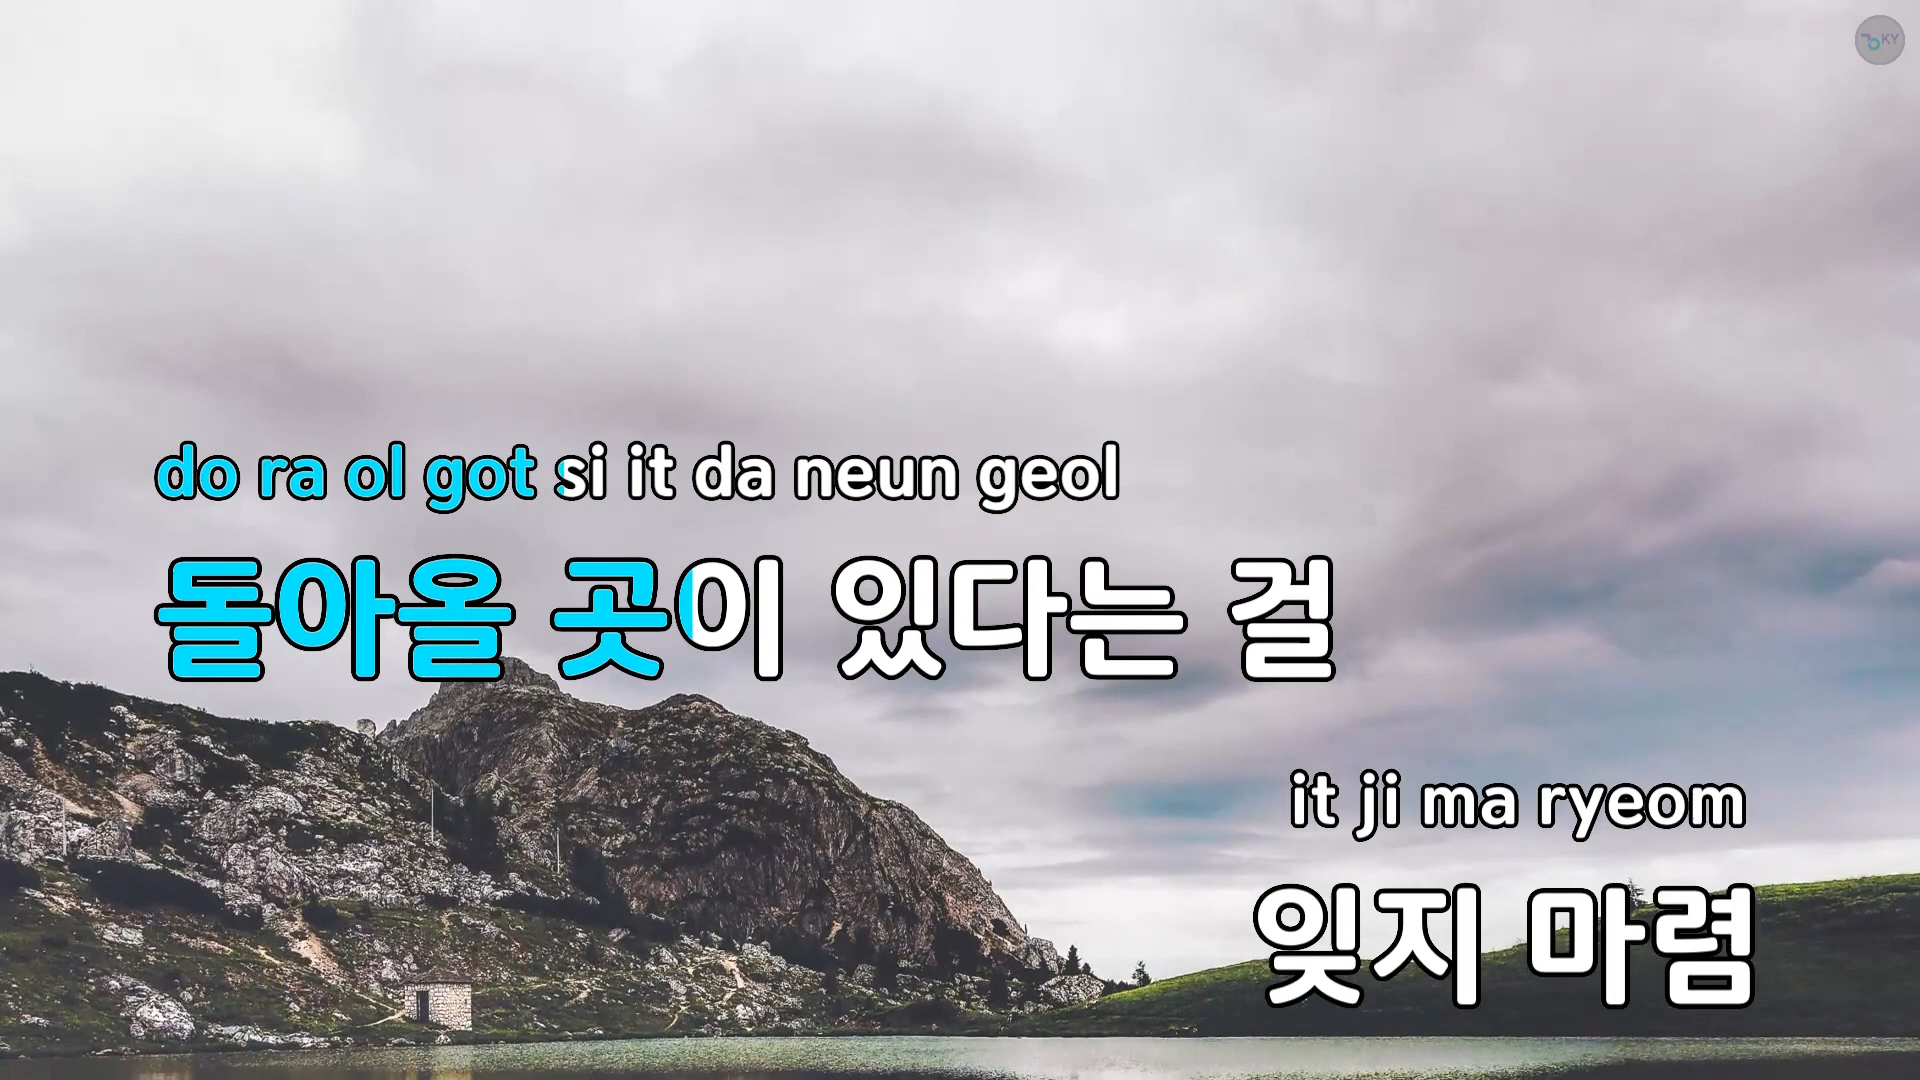 KY
do ra ol got si it da neun geol
돌아올 곳이 있다는 걸
it ji ma ryeom
잊지 마렴